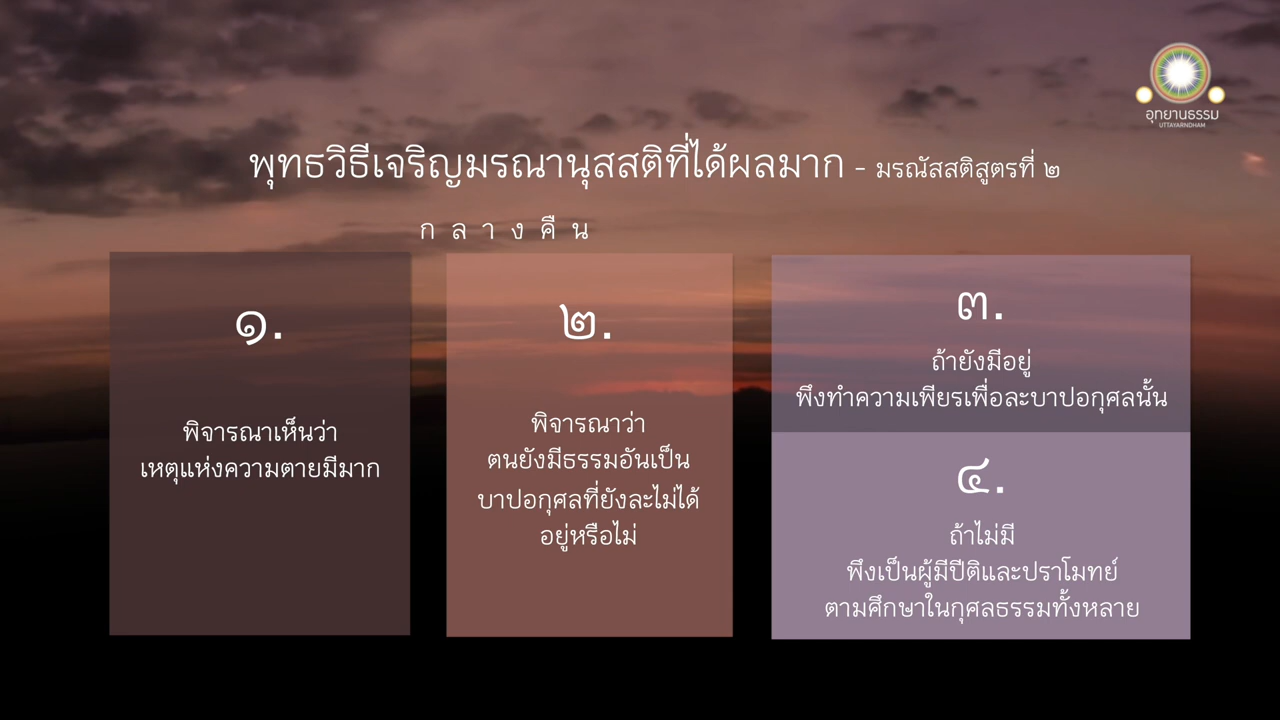 อุทยานธรรม
UTTAYARNDHAM
พุทธวิธีเจริญมรณานุสสติที่ได้ผลมาก - มรณัสสติสูตรที่ ๒
ก ล า ง คื น
๑.
พิจารณาเห็นว่า
เหตุแห่งความตายมีมาก
๒.
พิจารณาว่า
ตนยังมีธรรมอันเป็น
บาปอกุศลที่ยังละไม่ได้
อยู่หรือไม่
๓.
ถ้ายังมีอยู่
พึงทำความเพียรเพื่อละบาปอกุศลนั้น
๔.
ถ้าไม่มี
พึงเป็นผู้มีปีติและปราโมทย์
ตามศึกษาในกุศลธรรมทั้งหลาย